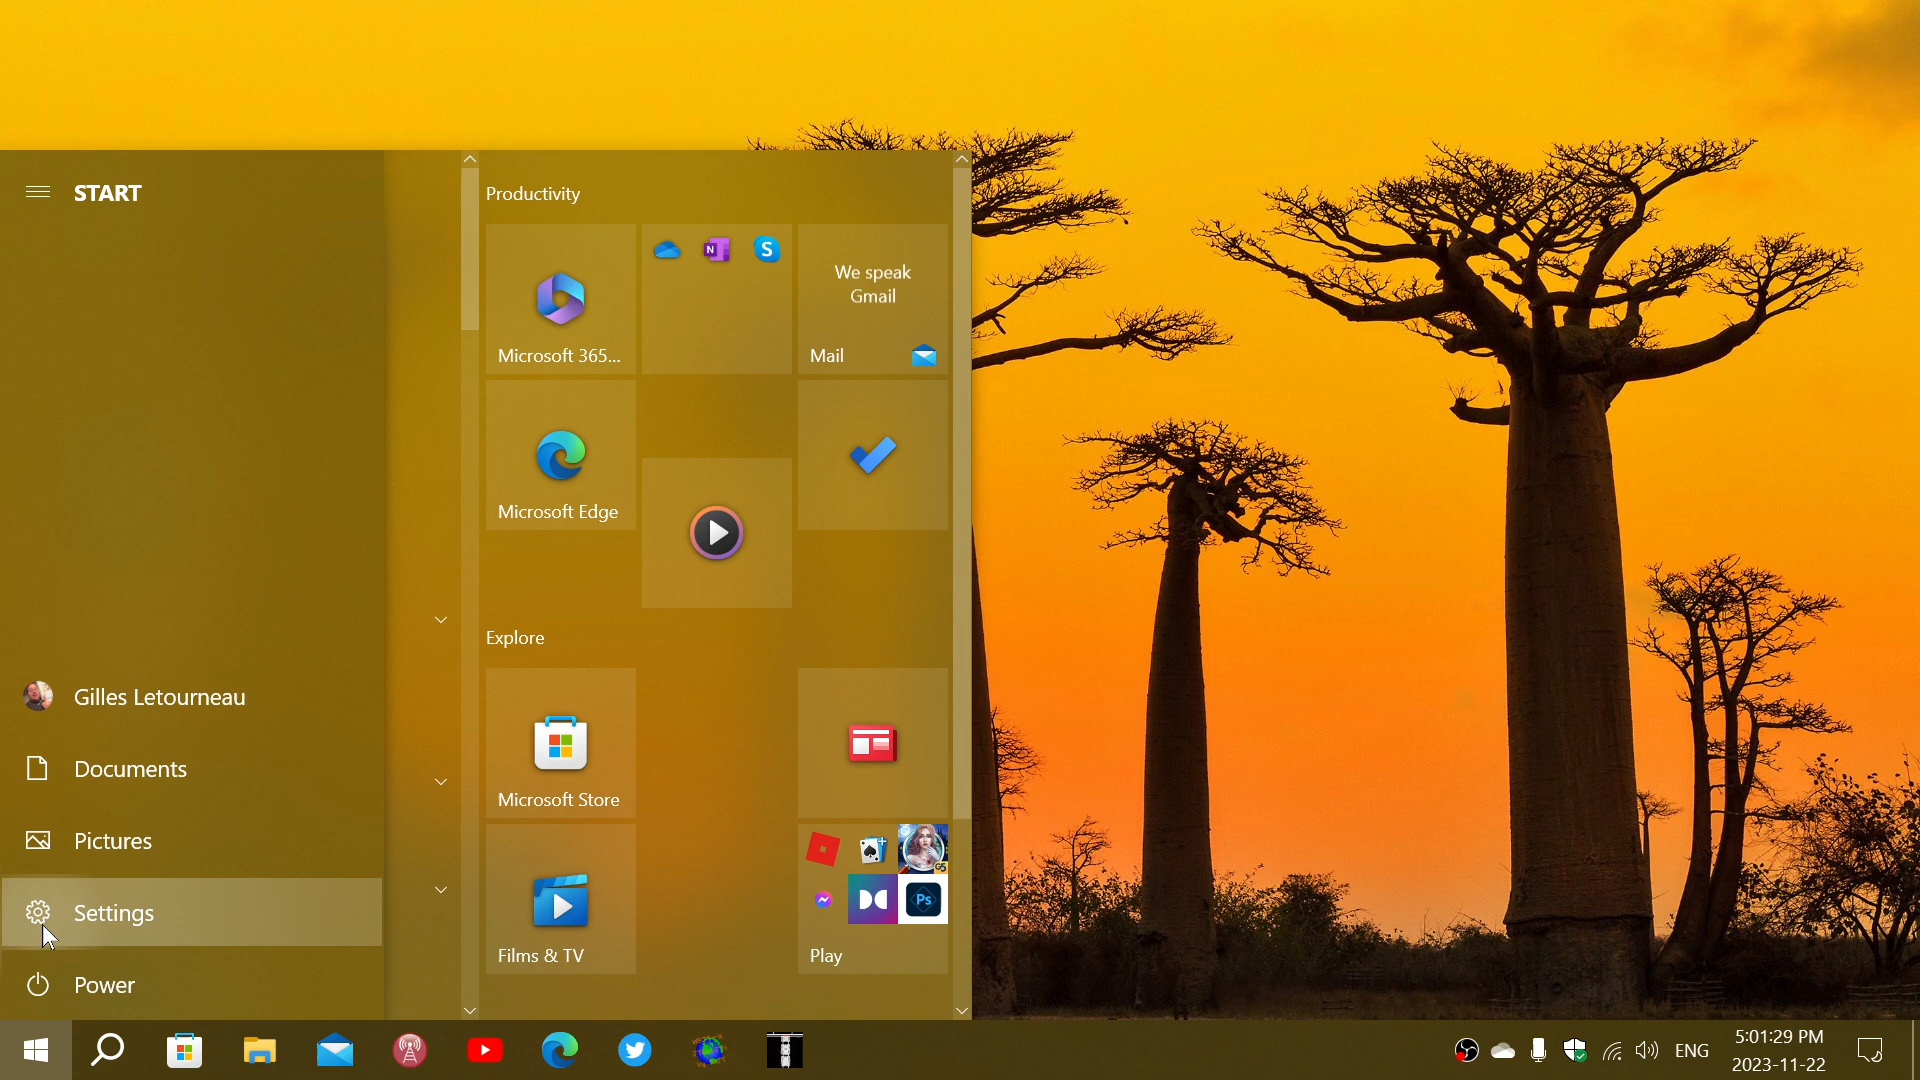 START
Gilles Letourneau
Documents
Pictures
Settings
Power
Productivity
Microsoft 365...
N
S
We speak
Gmail
Mail
Microsoft Edge
Explore
Microsoft Store
Films & TV
Ps
Play
ENG
5:01:29 PM
2023-11-22